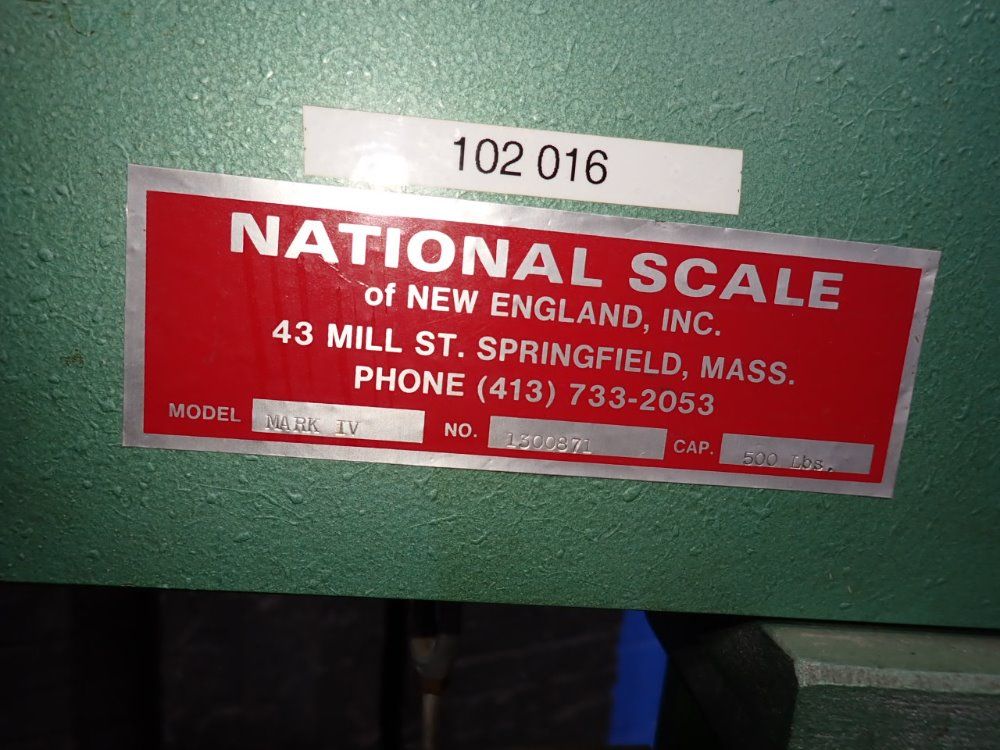 102 016
NATIONAL SCALE
of NEW ENGLAND, INC.
43 MILL ST. SPRINGFIELD, MASS.
PHONE (413) 733-2053
MODEL MARK IV NO. 1300871 CAP. 500 Lbs.